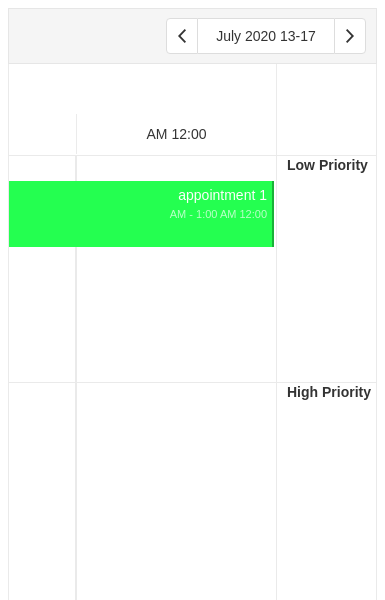 July 2020 13-17
AM 12:00
Low Priority
appointment 1
AM - 1:00 AM 12:00
High Priority